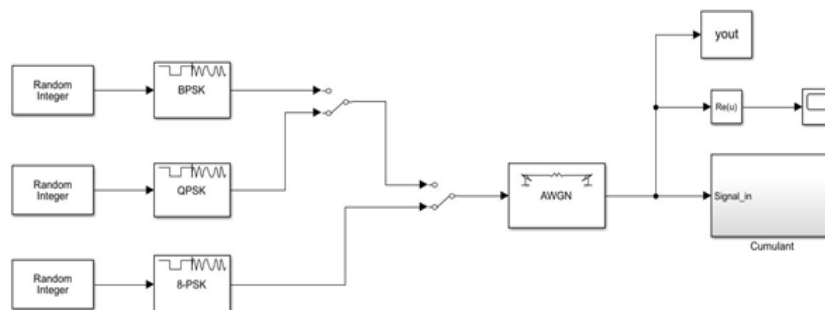 yout
Random
Integer
BPSK
Re(u)
Random
Integer
QPSK
AWGN
Signal_in
Cumulant
Random
Integer
8-PSK